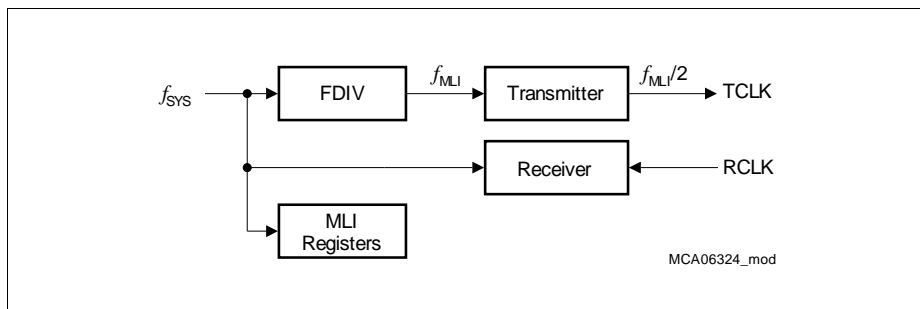 fSYS
FDIV
fMLI
Transmitter
fMLI/2
TCLK
Receiver
RCLK
MLI
Registers
MCA06324_mod